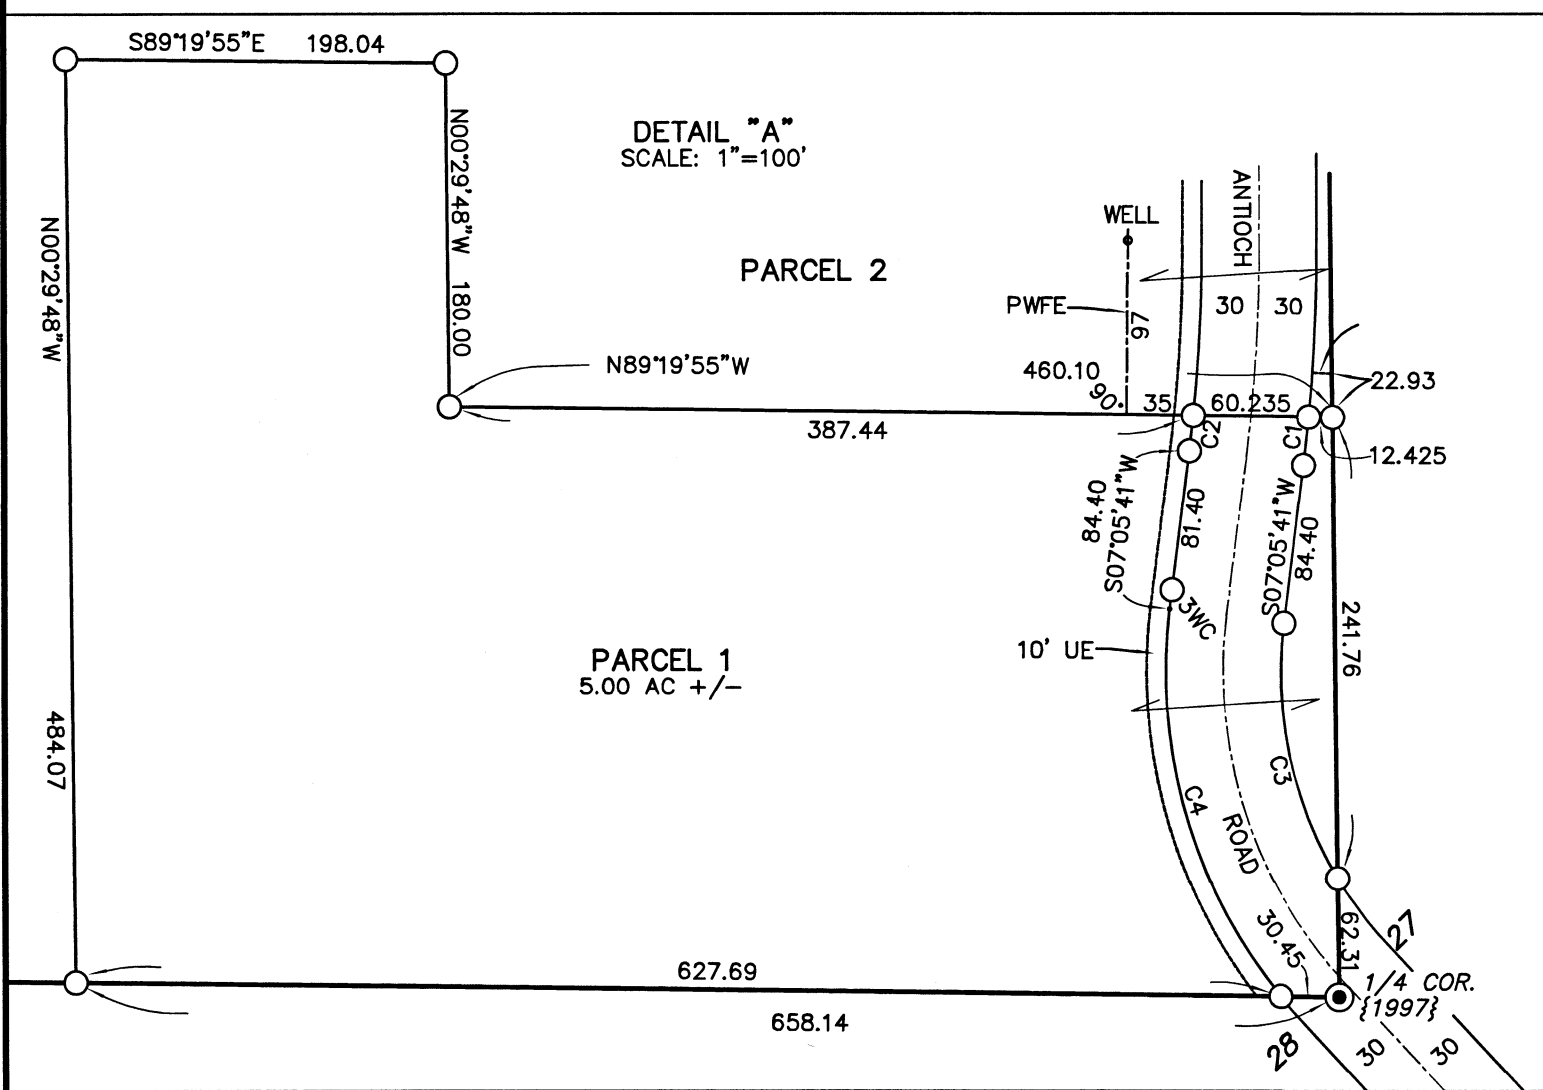 S89°19'55"E 198.04
N00°29'48"W 180.00
DETAIL "A"
SCALE: 1"=100'
N00°29'48"W
484.07
PARCEL 2
WELL
PWFE
97
ANTIOCH
30 30
N89°19'55"W
460.10
90°
35
60.235
22.93
387.44
C2
C1
12.425
84.40
S07°05'41"W
81.40
S07°05'41"W
84.40
3WC
241.76
10' UE
PARCEL 1
5.00 AC +/-
C3
C4
ROAD
30.45
62.31
27
627.69
658.14
1/4 COR.
{1997}
28
30
30